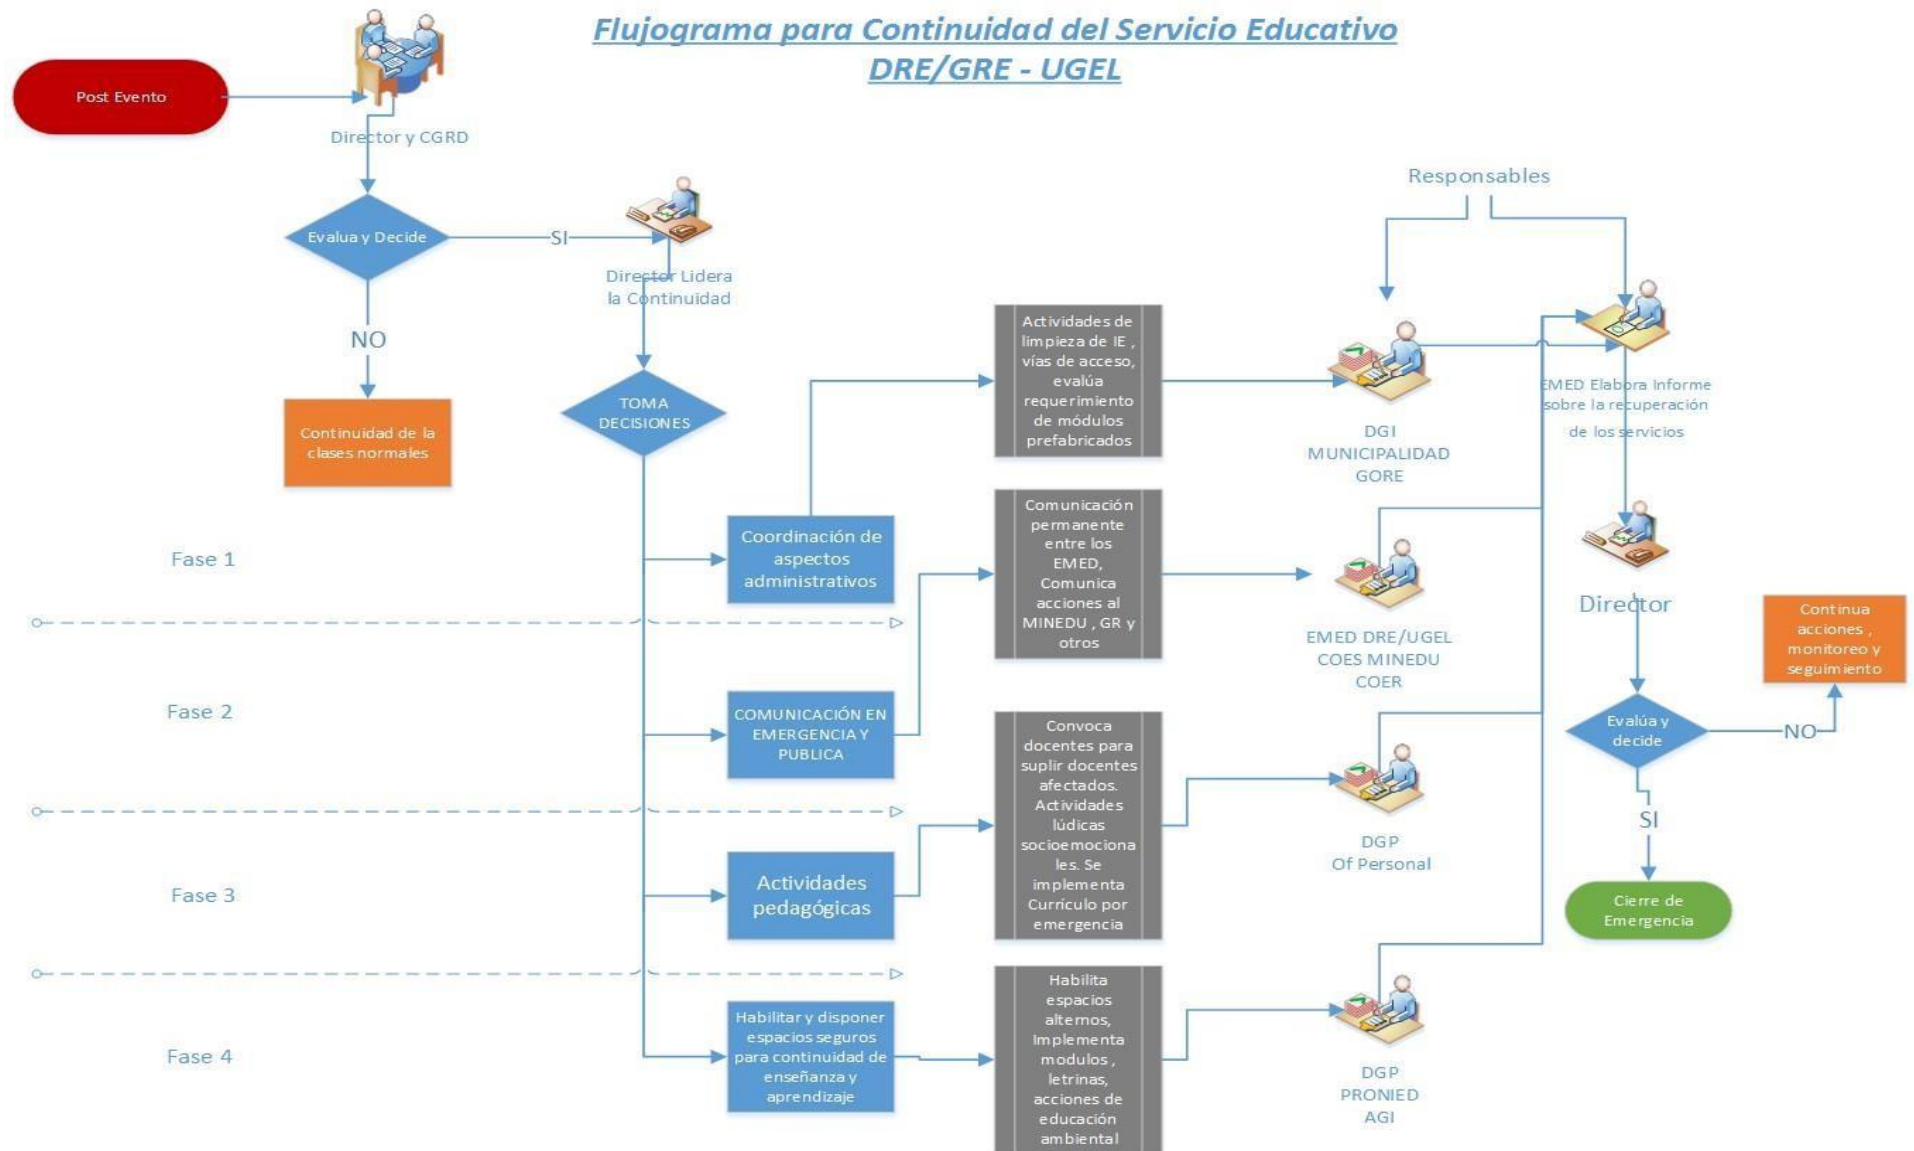 Flujograma para Continuidad del Servicio Educativo
DRE/GRE - UGEL
Post Evento
Director y CGRD
Evalua y Decide
SI
Director Lidera
la Continuidad
NO
Continuidad de la
clases normales
TOMA
DECISIONES
Responsables
Actividades de
limpieza de IE ,
vías de acceso,
evalúa
requerimiento
de módulos
prefabricados
DGI
MUNICIPALIDAD
GORE
EMED Elabora Informe
sobre la recuperación
de los servicios
Fase 1
Coordinación de
aspectos
administrativos
Comunicación
permanente
entre los
EMED,
Comunica
acciones al
MINEDU , GR y
otros
EMED DRE/UGEL
COES MINEDU
COER
Director
Continua
acciones ,
monitoreo y
seguimiento
Fase 2
COMUNICACIÓN EN
EMERGENCIA Y
PUBLICA
Convoca
docentes para
suplir docentes
afectados.
Actividades
lúdicas
socioemociona
les. Se
implementa
Currículo por
emergencia
DGP
Of Personal
Evalúa y
decide
NO
SI
Cierre de
Emergencia
Fase 3
Actividades
pedagógicas
Fase 4
Habilitar y disponer
espacios seguros
para continuidad de
enseñanza y
aprendizaje
Habilita
espacios
alternos,
Implementa
modulos ,
letrinas,
acciones de
educación
ambiental
DGP
PRONIED
AGI